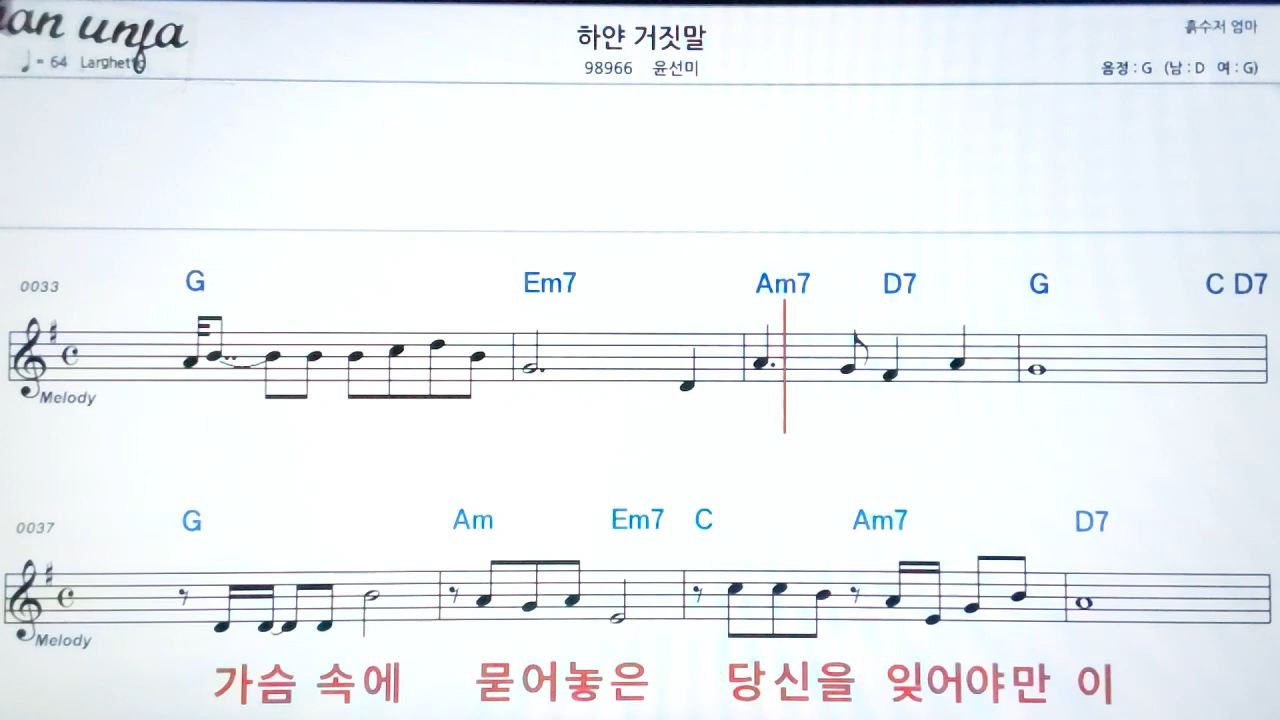 an unja
하얀 거짓말
흙수저 엄마
♩= 64 Larghetto
98966 윤선미
음정 : G (남 : D 여 : G)
0033 G Em7 Am7 D7 G C D7
Melody
0037 G Am Em7 C Am7 D7
Melody
가슴 속에 묻어놓은 당신을 잊어야만 이